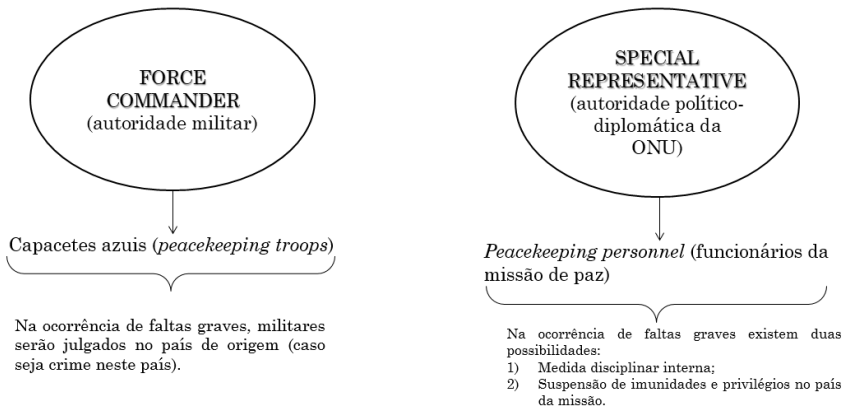 FORCE
COMMANDER
(autoridade militar)
Capacetes azuis (peacekeeping troops)
Na ocorrência de faltas graves, militares
serão julgados no país de origem (caso
seja crime neste país).
SPECIAL
REPRESENTATIVE
(autoridade político-
diplomática da
ONU)
Peacekeeping personnel (funcionários da
missão de paz)
Na ocorrência de faltas graves existem duas
possibilidades:
1) Medida disciplinar interna;
2) Suspensão de imunidades e privilégios no país
da missão.